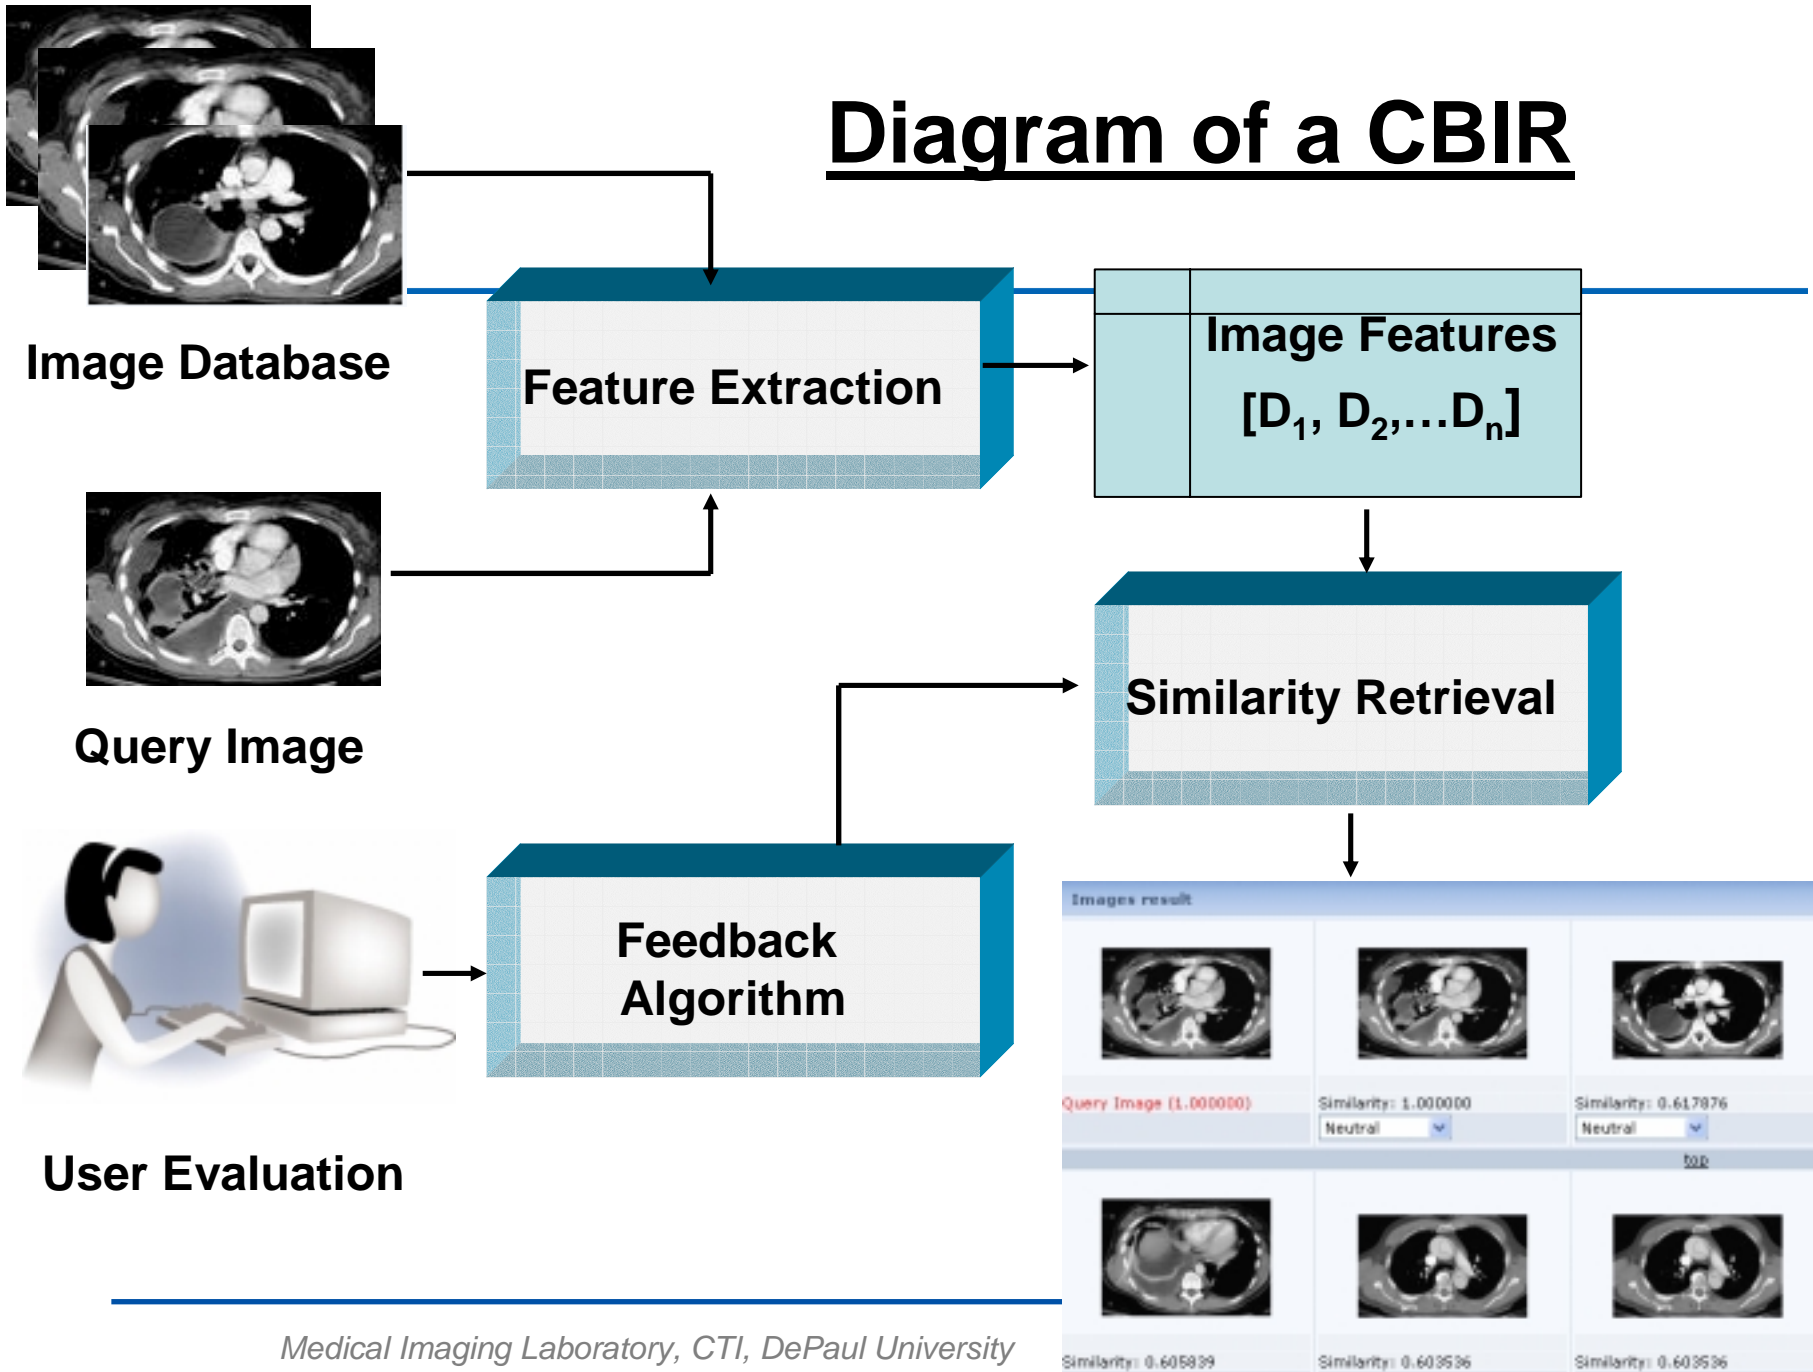 Diagram of a CBIR
Image Database
Feature Extraction
Image Features
[D1, D2,…Dn]
Query Image
Similarity Retrieval
Feedback
Algorithm
User Evaluation
Images result
Query Image (1.000000)
Similarity: 1.000000
Similarity: 0.617876
Neutral
Neutral
top
Similarity: 0.605839
Similarity: 0.603536
Similarity: 0.603536
Medical Imaging Laboratory, CTI, DePaul University